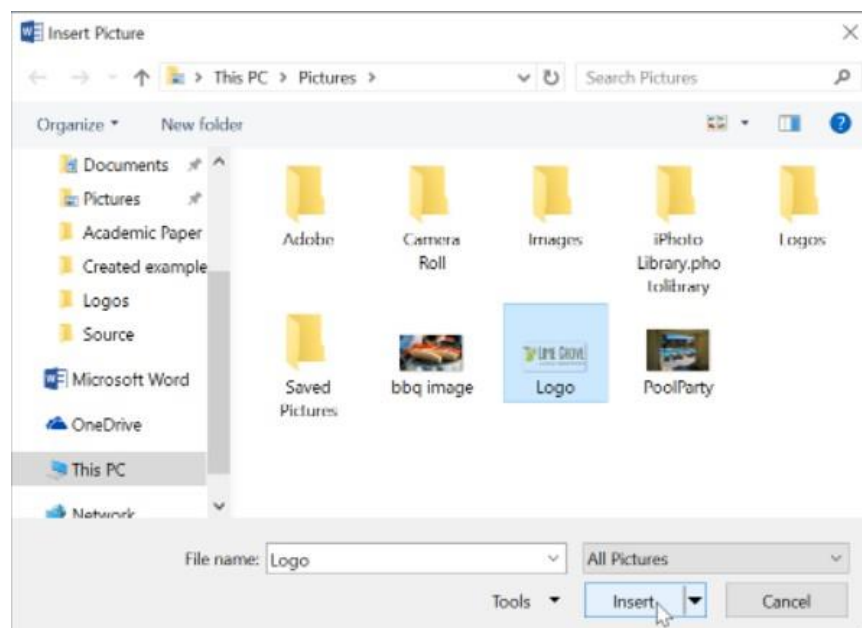 Insert Picture
This PC > Pictures >
Search Pictures
Organize
New folder
Documents
Pictures
Academic Paper
Created example
Logos
Source
Microsoft Word
OneDrive
This PC
Network
Adobe
Camera
Roll
Images
iPhoto
Library.pho
tolibrary
Logos
Saved
Pictures
bbq image
LIME GROVE
Logo
PoolParty
File name: Logo
All Pictures
Tools
Insert
Cancel